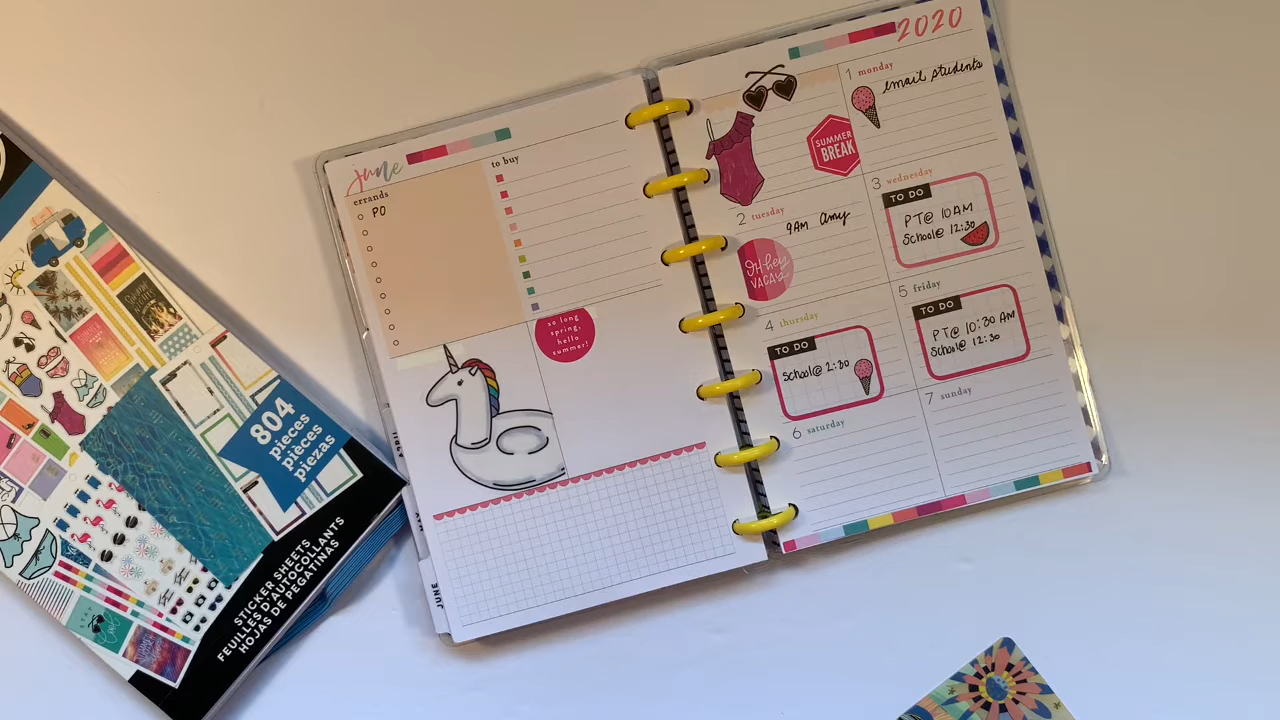 june
errands
PO
to buy
so long
spring,
hello
summer!
JUNE
2020
SUMMER
BREAK
1 monday
email students
2 tuesday
9AM Amy
OH hey
VACAY
3 wednesday
TO DO
PT@ 10AM
School@ 12:30
4 thursday
TO DO
School@ 2:30
5 friday
TO DO
PT@ 10:30 AM
School@ 12:30
6 saturday
7 sunday
804
pieces
pièces
piezas
STICKER SHEETS
FEUILLES D'AUTOCOLLANTS
HOJAS DE PEGATINAS